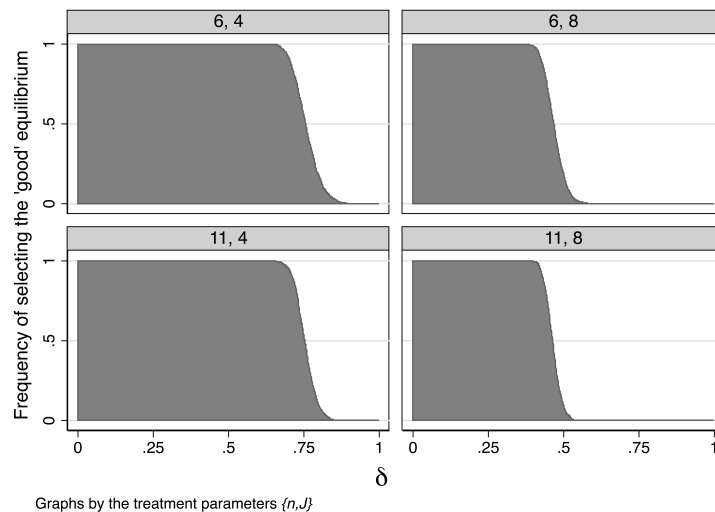 6, 4
6, 8
Frequency of selecting the 'good' equilibrium
1
.5
0
11, 4
11, 8
1
.5
0
0 .25 .5 .75 1
0 .25 .5 .75 1
δ
Graphs by the treatment parameters {n,J}